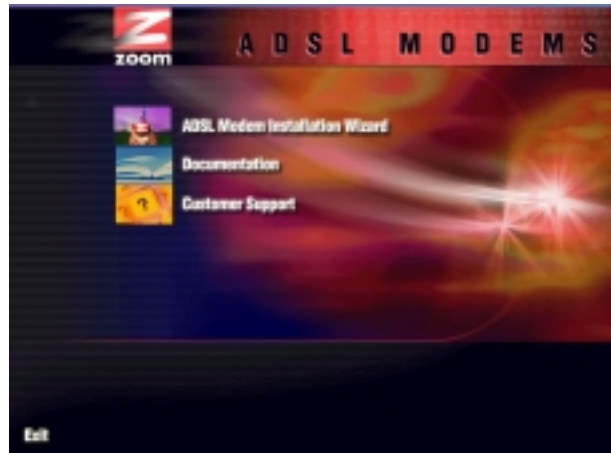 Z
zoom
ADSL MODEMS
ADSL Modem Installation Wizard
Documentation
?
Customer Support
Exit